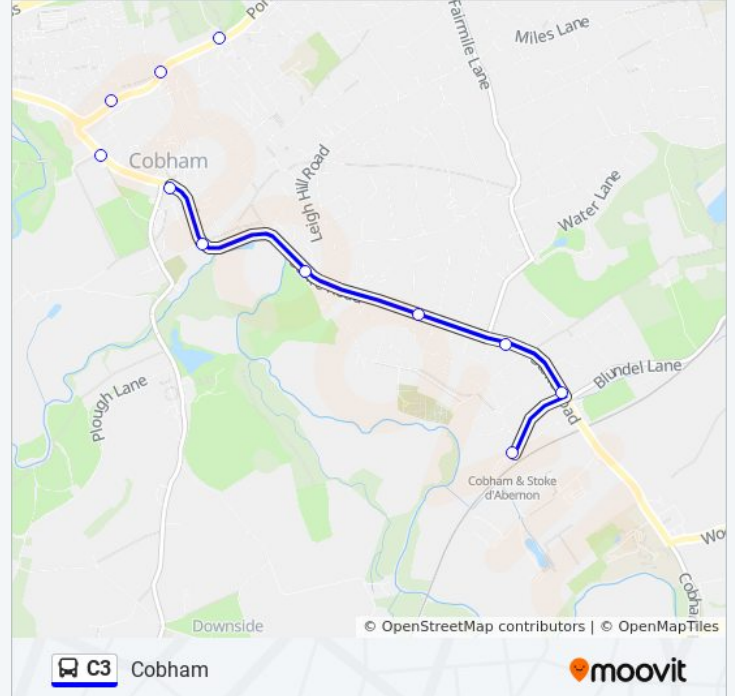 Miles Lane
Fairmile Lane
Cobham
Leigh Hill Road
Water Lane
Blundel Lane
Plough Lane
Cobham & Stoke
d'Abernon
Downside
© OpenStreetMap contributors | © OpenMapTiles
C3 Cobham
moovit